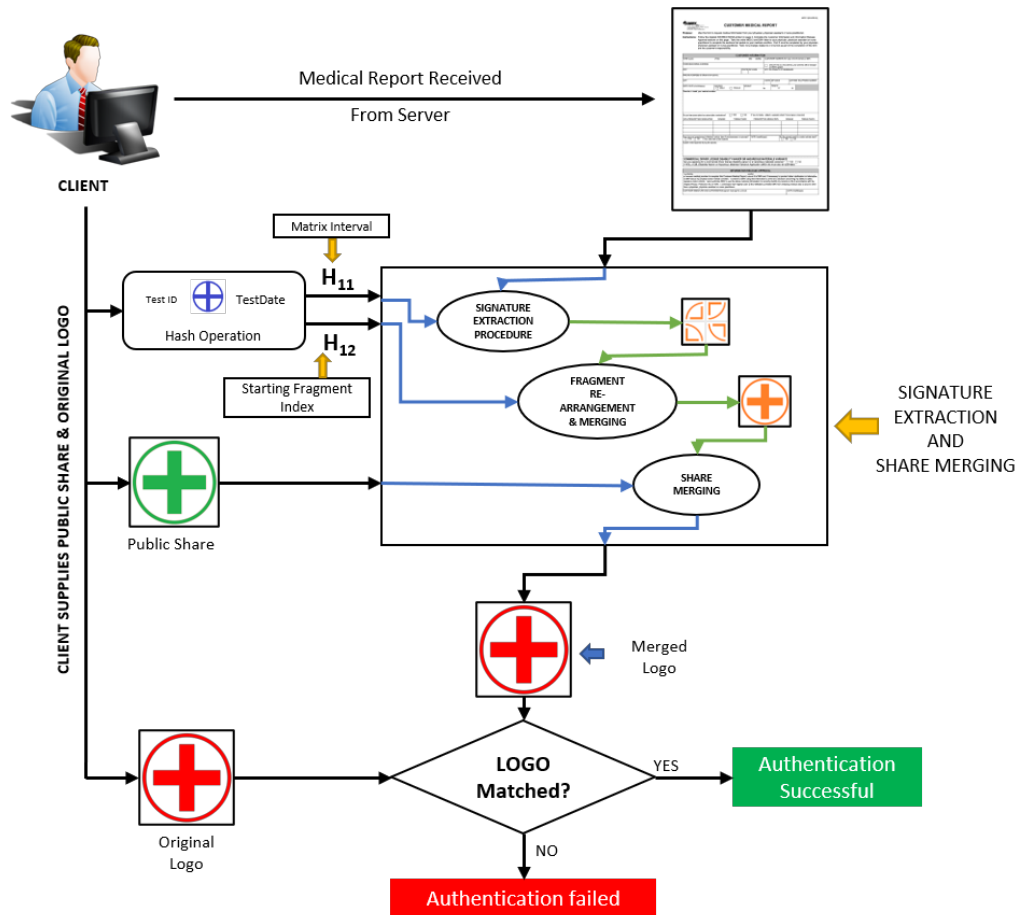 Medical Report Received
From Server
CUSTOMER MEDICAL REPORT
CLIENT
CLIENT SUPPLIES PUBLIC SHARE & ORIGINAL LOGO
Matrix Interval
H11
Test ID
TestDate
Hash Operation
H12
Starting Fragment
Index
SIGNATURE
EXTRACTION
PROCEDURE
FRAGMENT
RE-
ARRANGEMENT
& MERGING
SHARE
MERGING
SIGNATURE
EXTRACTION
AND
SHARE MERGING
Public Share
Merged
Logo
Original
Logo
LOGO
Matched?
YES
Authentication
Successful
NO
Authentication failed